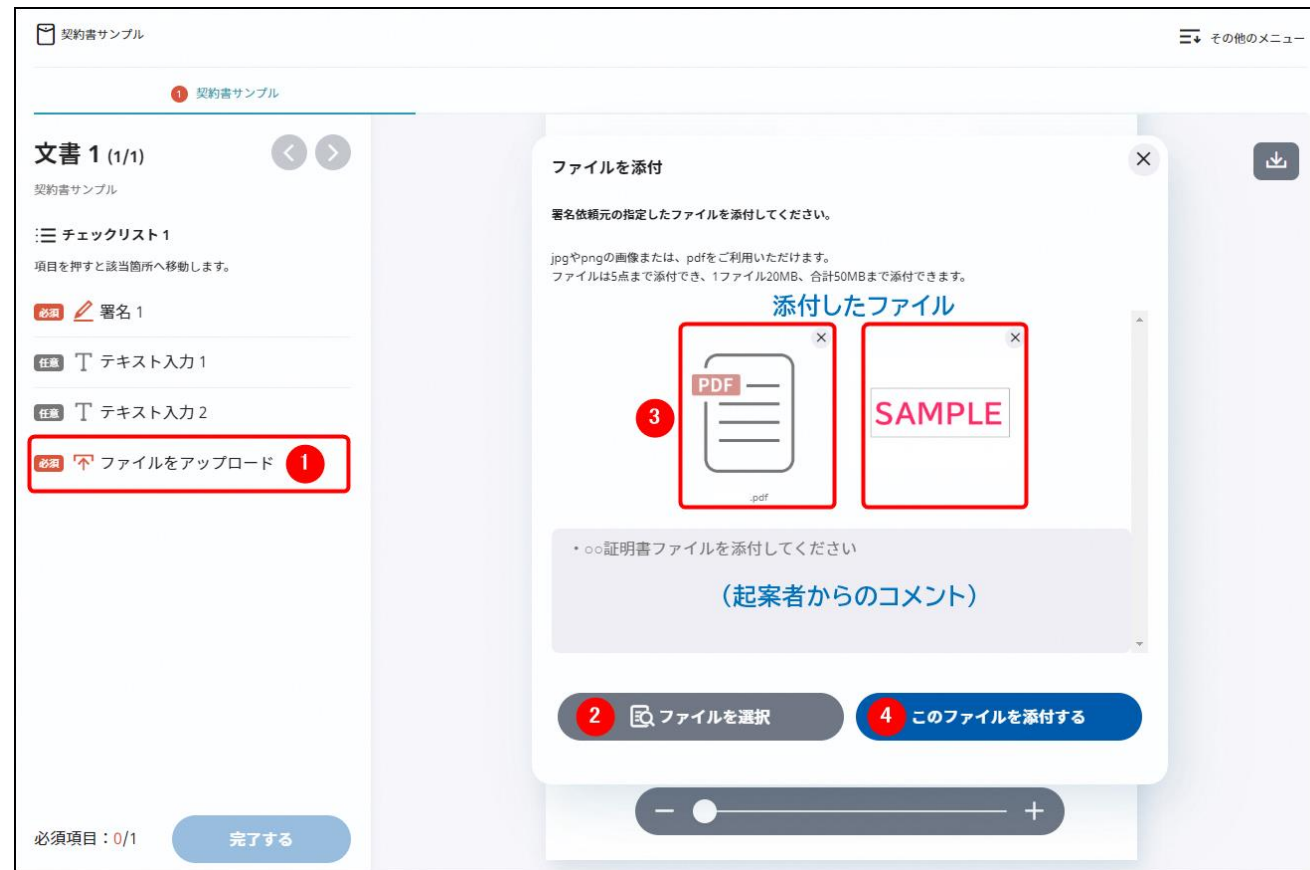 契約書サンプル
その他のメニュー
1 契約書サンプル
文書 1 (1/1)
契約書サンプル
チェックリスト 1
項目を押すと該当箇所へ移動します。
必須 署名 1
任意 テキスト入力 1
任意 テキスト入力 2
必須 ファイルをアップロード 1
必須項目：0/1
完了する
ファイルを添付
署名依頼元の指定したファイルを添付してください。
jpgやpngの画像または、pdfをご利用いただけます。
ファイルは5点まで添付でき、1ファイル20MB、合計50MBまで添付できます。
添付したファイル
3
PDF
.pdf
SAMPLE
・○○証明書ファイルを添付してください
（起案者からのコメント）
2 ファイルを選択
4 このファイルを添付する